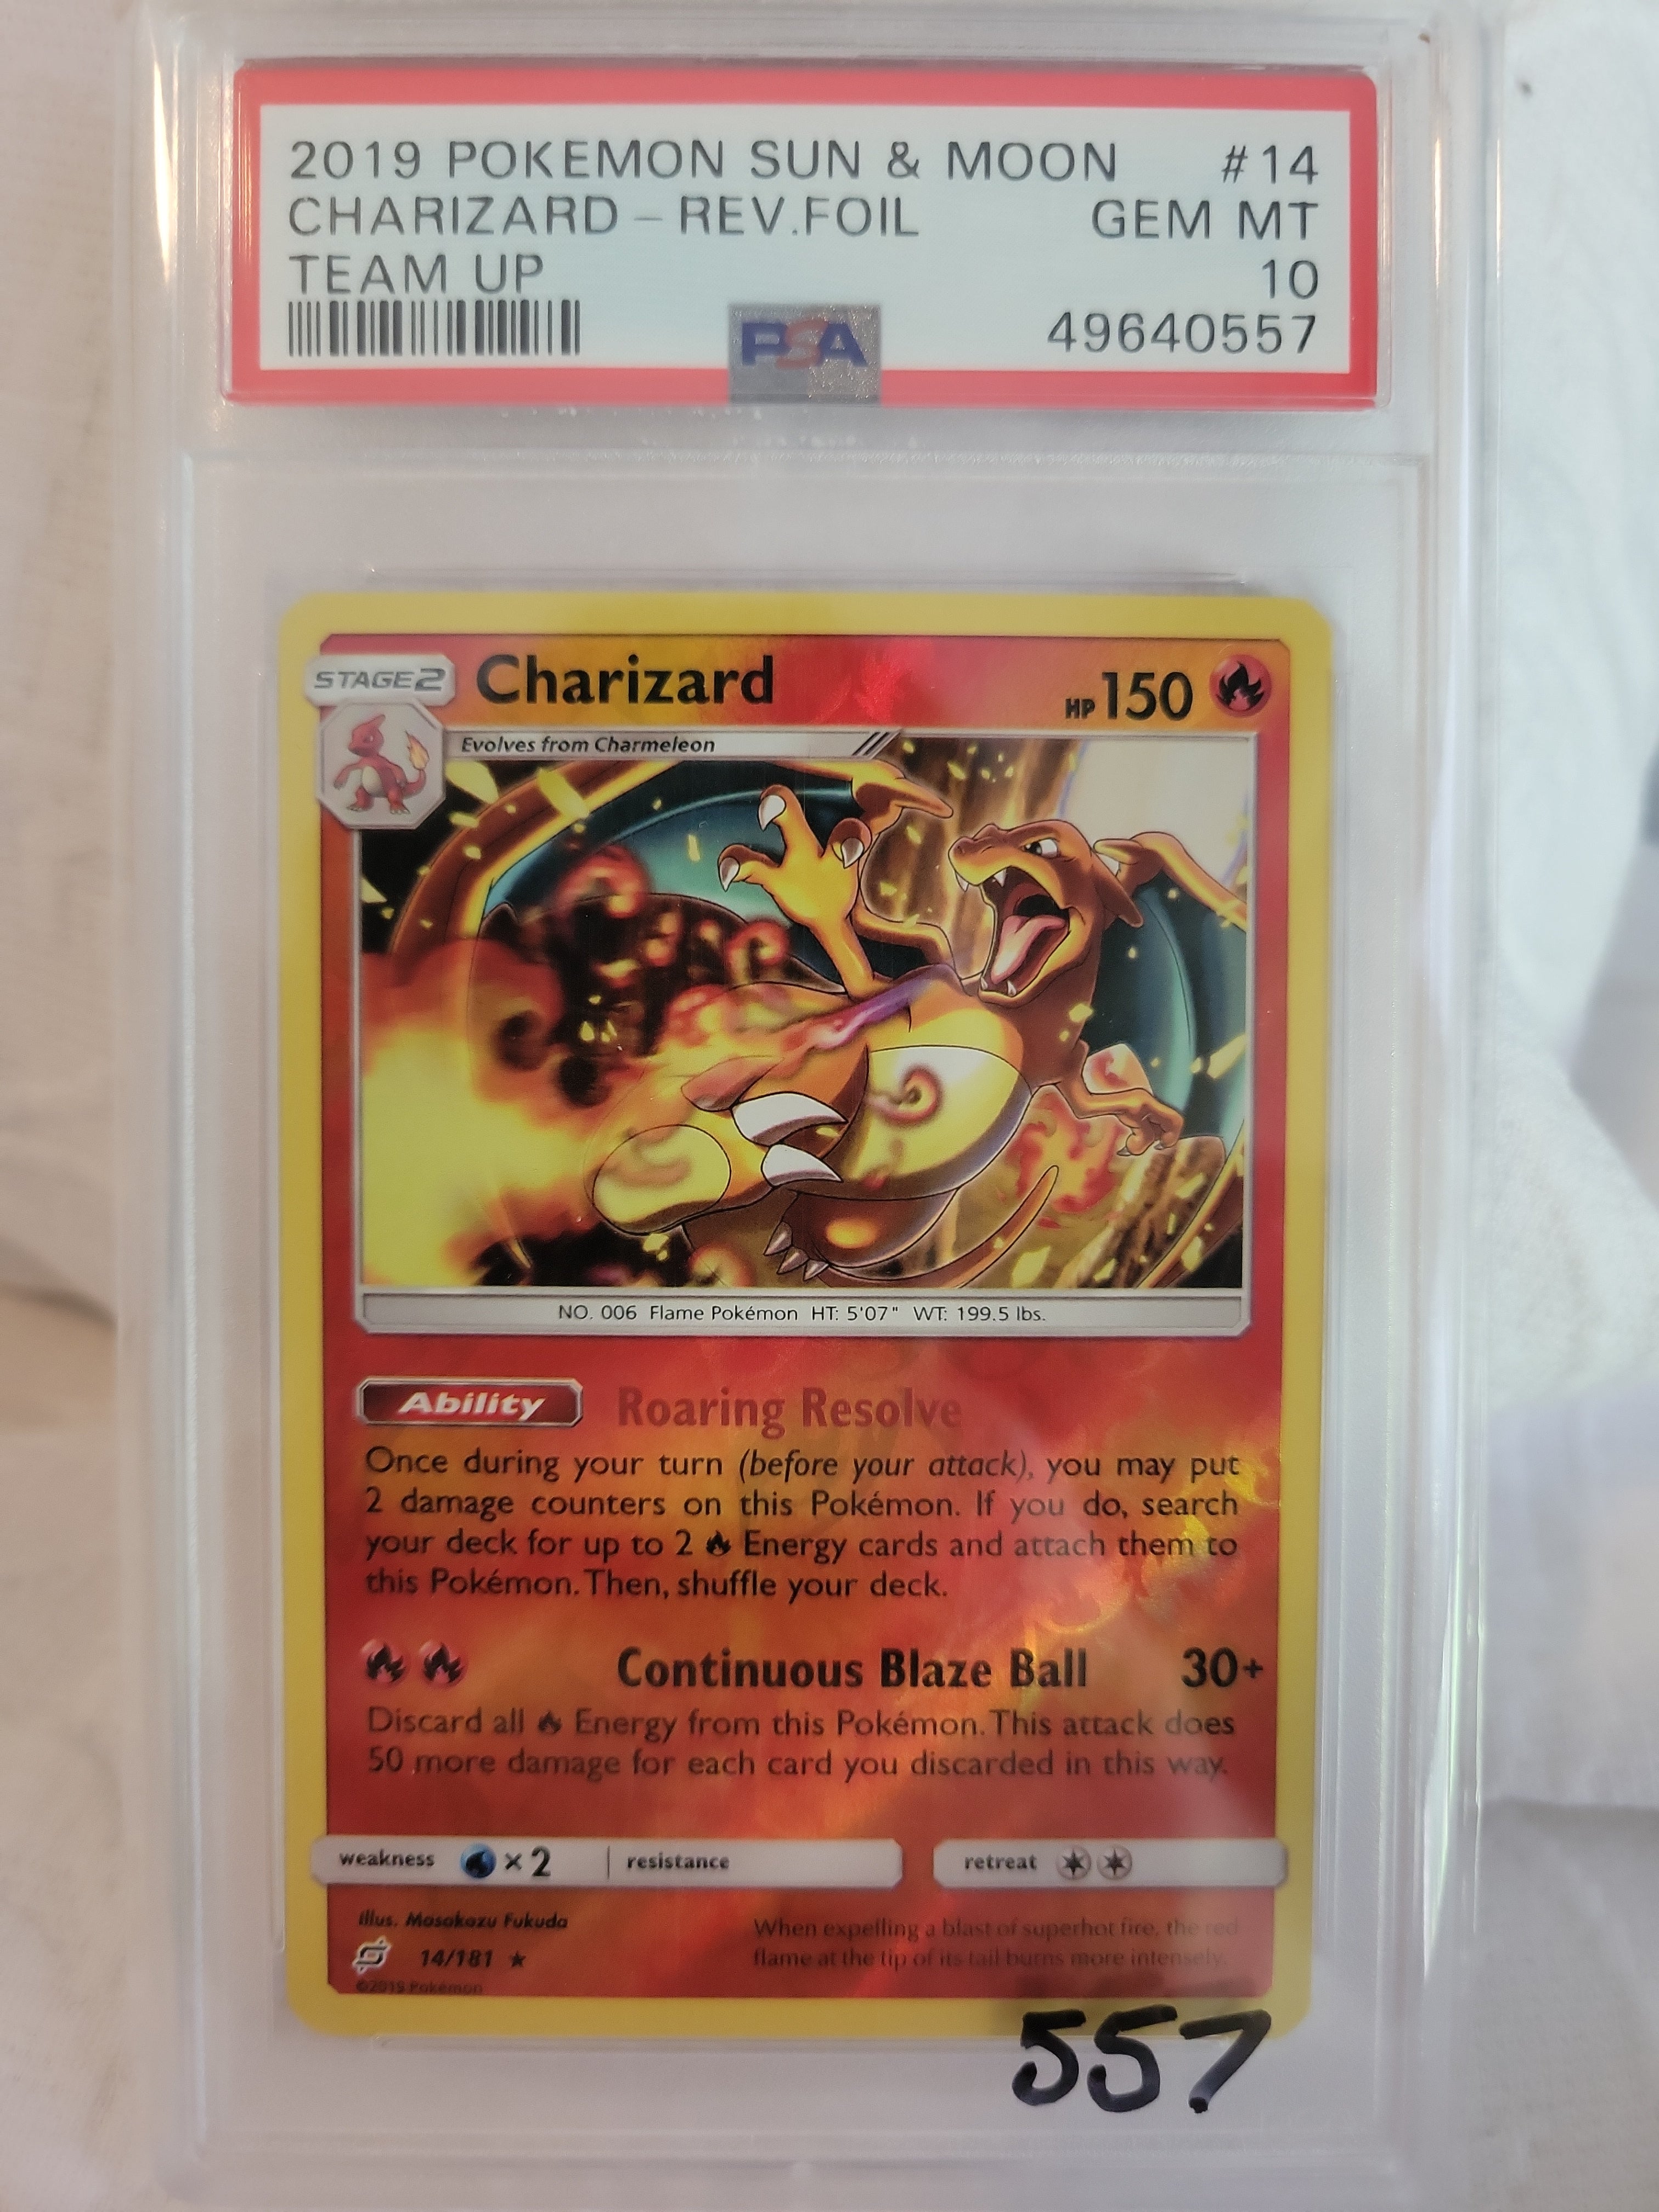 2019 POKEMON SUN & MOON #14
CHARIZARD - REV.FOIL GEM MT
TEAM UP 10
PSA 49640557
STAGE2 Charizard HP 150
Evolves from Charmeleon
NO. 006 Flame Pokémon HT: 5'07" WT: 199.5 lbs.
Ability Roaring Resolve
Once during your turn (before your attack), you may put
2 damage counters on this Pokémon. If you do, search
your deck for up to 2 Energy cards and attach them to
this Pokémon. Then, shuffle your deck.
Continuous Blaze Ball 30+
Discard all Energy from this Pokémon. This attack does
50 more damage for each card you discarded in this way.
weakness ×2 resistance retreat
Illus. Masakazu Fukuda
When expelling a blast of superhot fire, the red
14/181 ★
flame at the tip of its tail burns more intensely.
©2019 Pokémon
557